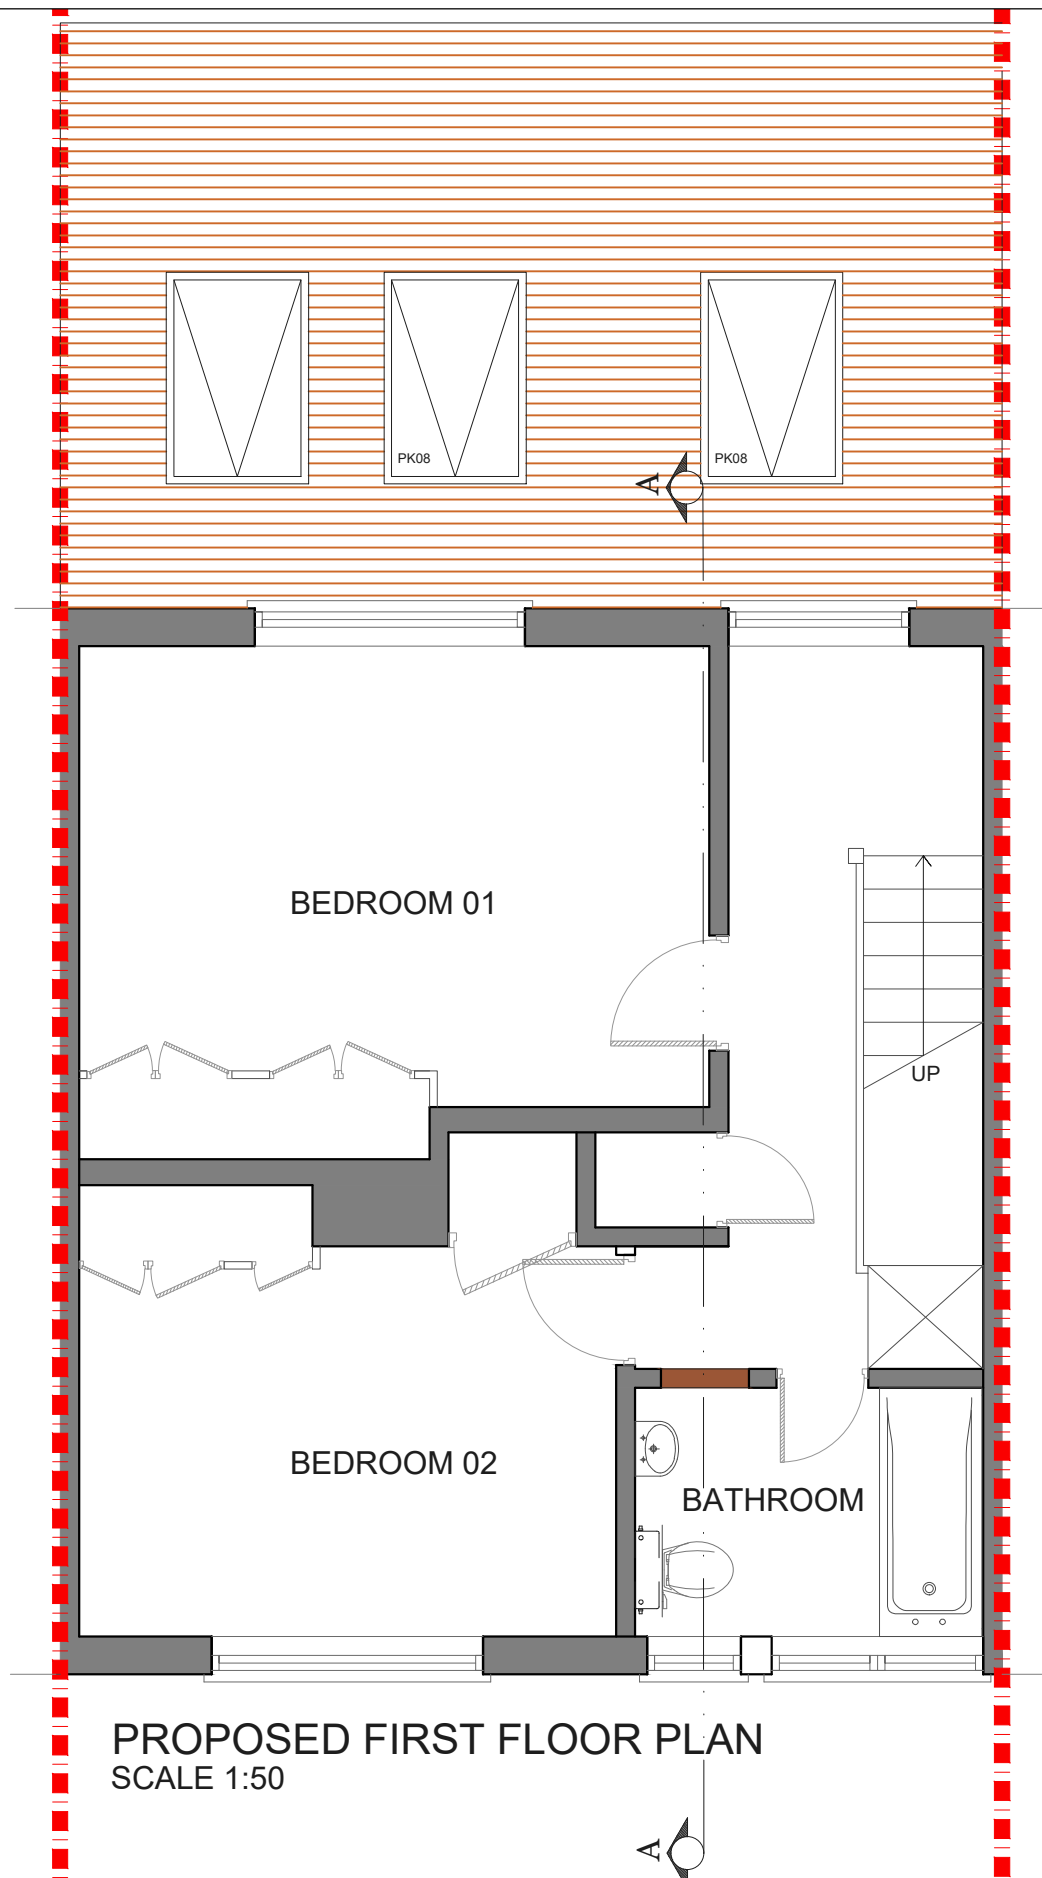 PK08
PK08
A
BEDROOM 01
UP
BEDROOM 02
BATHROOM
PROPOSED FIRST FLOOR PLAN
SCALE 1:50
A